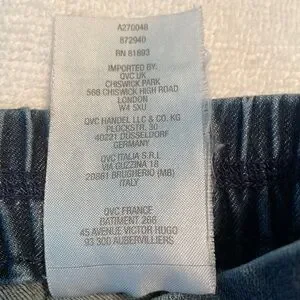 A270048
872940
RN 81893
IMPORTED BY:
QVC UK
CHISWICK PARK
566 CHISWICK HIGH ROAD
LONDON
W4 5XU
QVC HANDEL LLC & CO. KG
PLOCKSTR. 30
40221 DUSSELDORF
GERMANY
QVC ITALIA S.R.L
VIA GUZZINA 18
20861 BRUGHERIO (MB)
ITALY
QVC FRANCE
BATIMENT 266
45 AVENUE VICTOR HUGO
93 300 AUBERVILLIERS